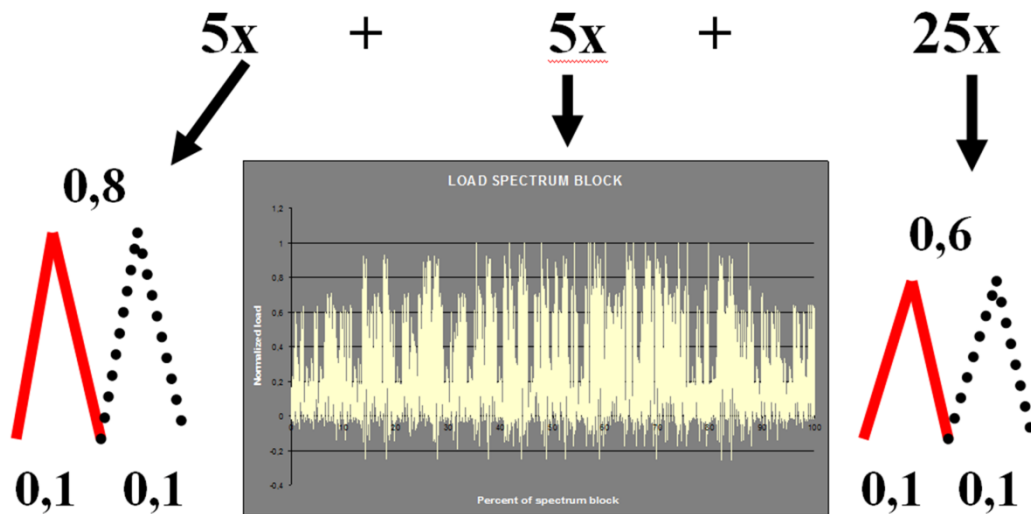 5x + 5x + 25x
0,8
0,6
LOAD SPECTRUM BLOCK
Normalized load
1,2
1
0,8
0,6
0,4
0,2
0
-0,2
-0,4
0 10 20 30 40 50 60 70 80 90 100
Percent of spectrum block
0,1 0,1
0,1 0,1